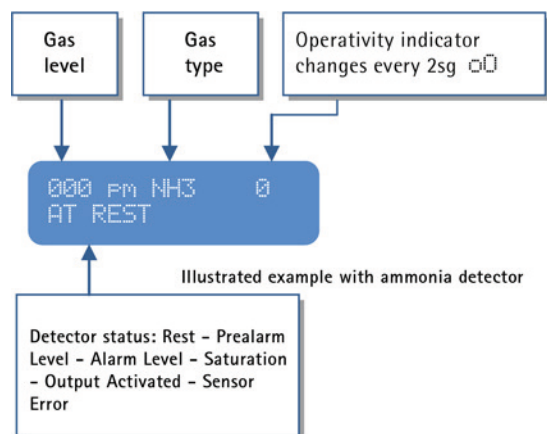 Gas level
Gas type
Operativity indicator
changes every 2sg oO
000 pm NH3 0
AT REST
Illustrated example with ammonia detector
Detector status: Rest – Prealarm
Level – Alarm Level – Saturation
– Output Activated – Sensor
Error